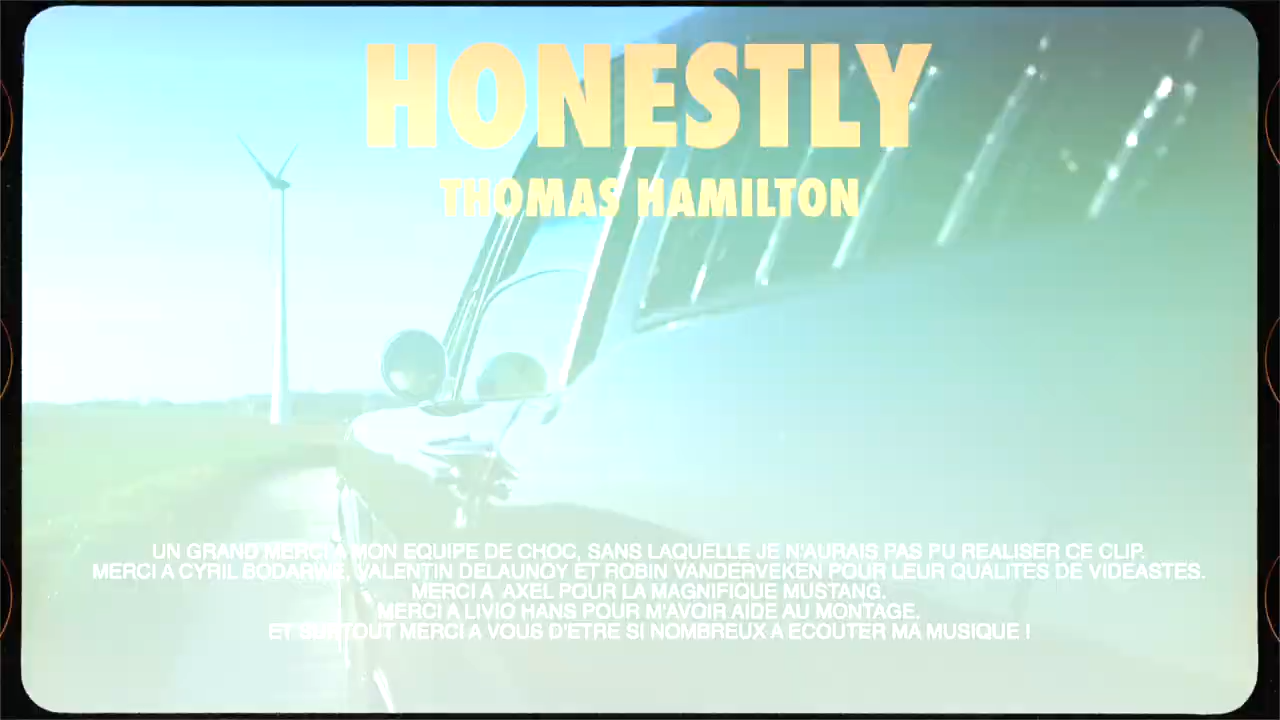 HONESTLY
THOMAS HAMILTON
UN GRAND MERCI A MON EQUIPE DE CHOC, SANS LAQUELLE JE N'AURAIS PAS PU REALISER CE CLIP.
MERCI A CYRIL BODARWE, VALENTIN DELAUNOY ET ROBIN VANDERVEKEN POUR LEUR QUALITES DE VIDEASTES.
MERCI A AXEL POUR LA MAGNIFIQUE MUSTANG.
MERCI A LIVIO HANS POUR M'AVOIR AIDE AU MONTAGE.
ET SURTOUT MERCI A VOUS D'ETRE SI NOMBREUX A ECOUTER MA MUSIQUE !